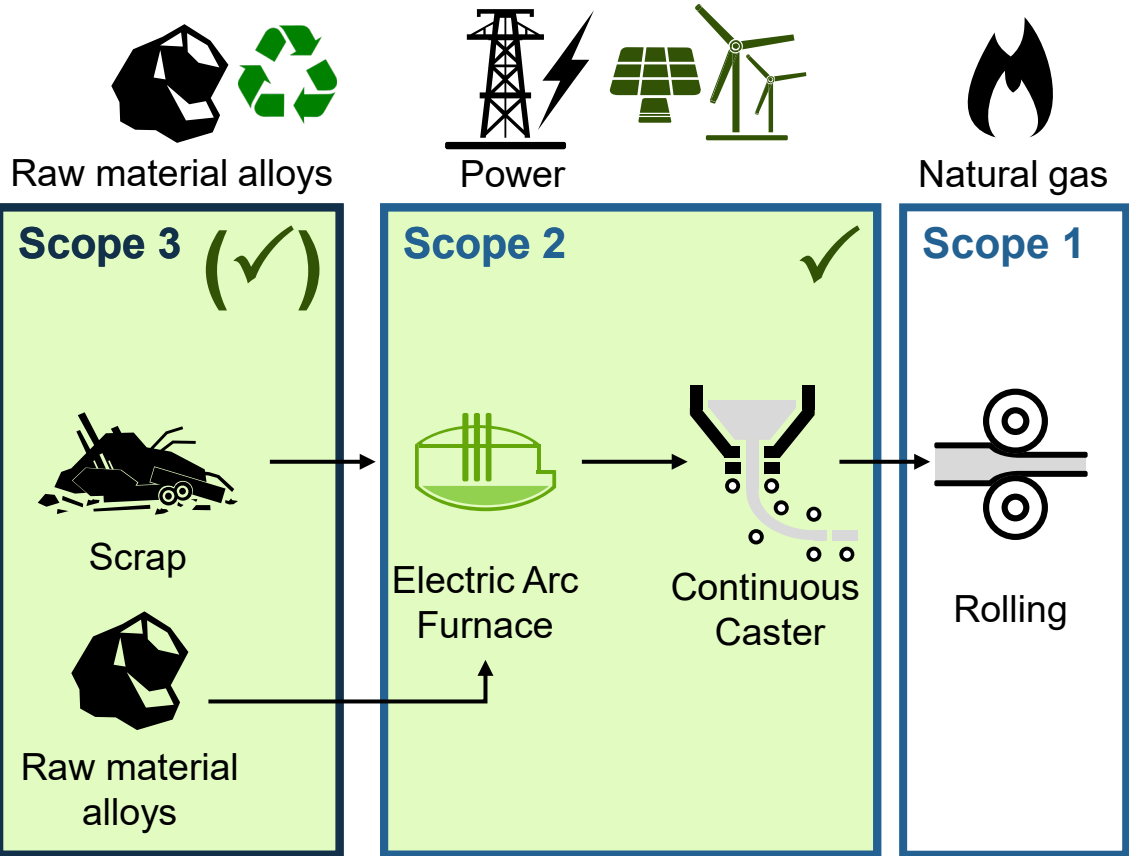 Raw material alloys
Power
Natural gas
Scope 3
(✓)
Scope 2
✓
Scope 1
Scrap
Electric Arc
Furnace
Continuous
Caster
Rolling
Raw material
alloys